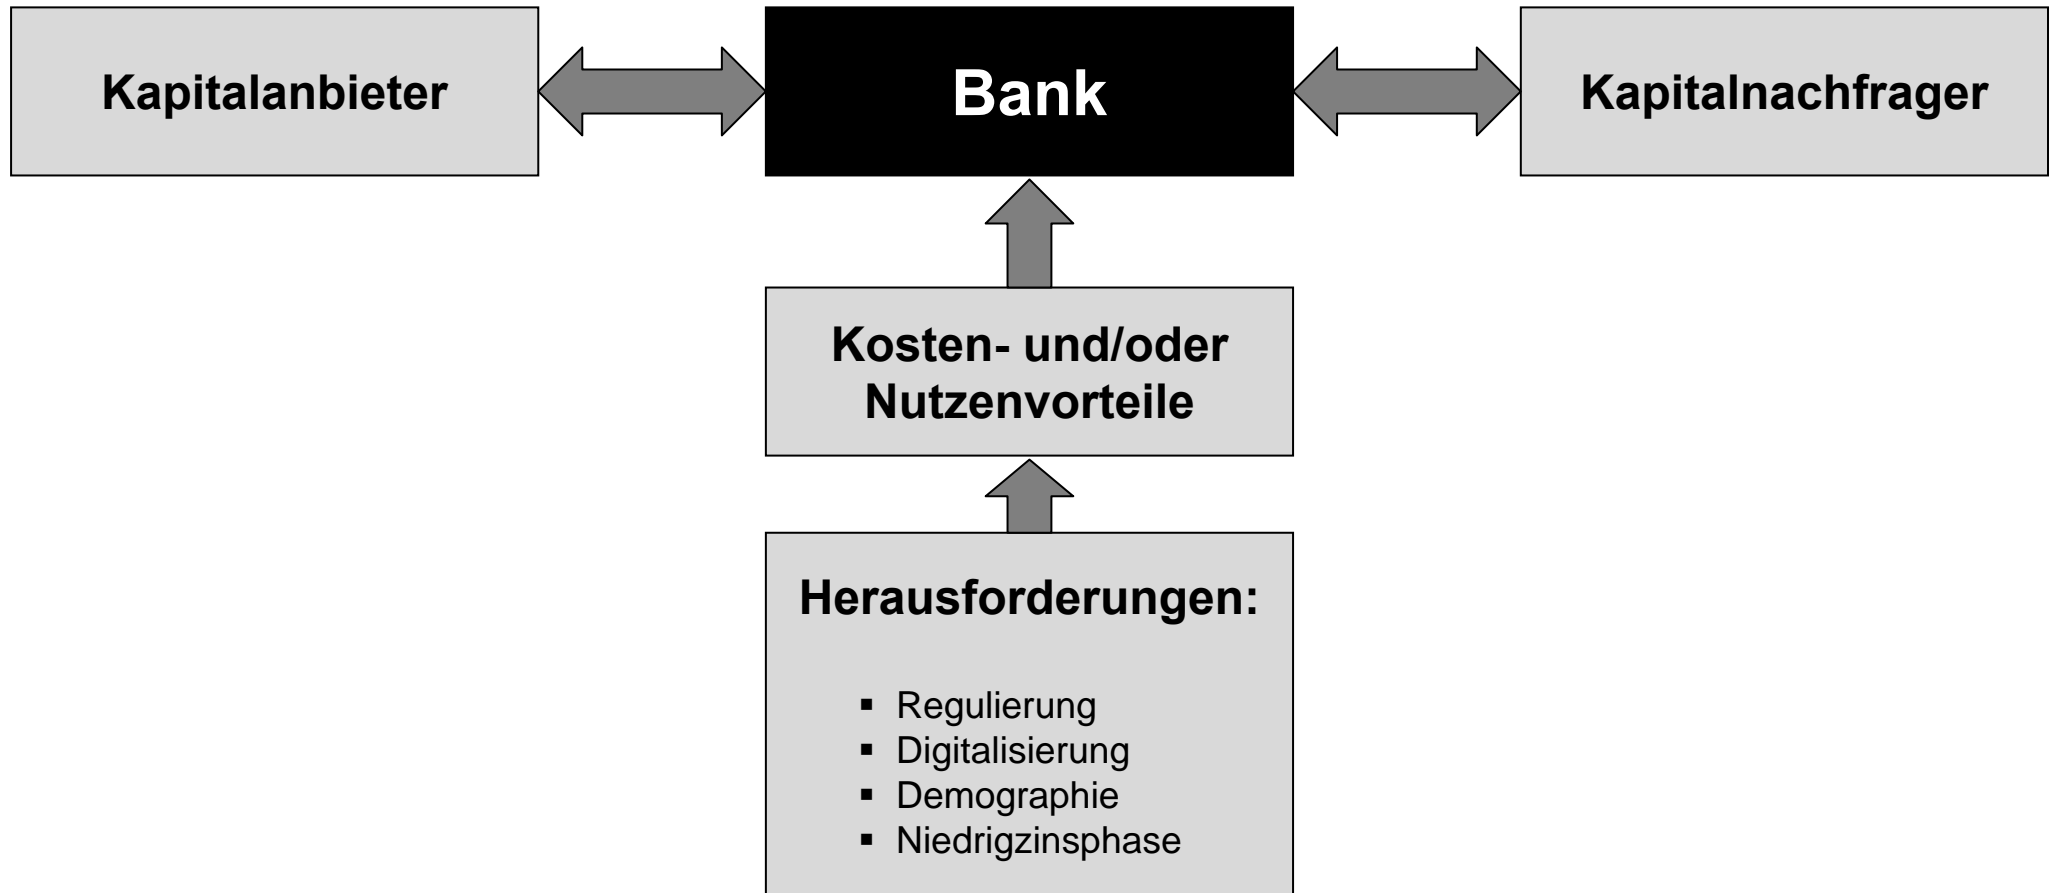 Kapitalanbieter
Bank
Kapitalnachfrager
Kosten- und/oder
Nutzenvorteile
Herausforderungen:
▪ Regulierung
▪ Digitalisierung
▪ Demographie
▪ Niedrigzinsphase